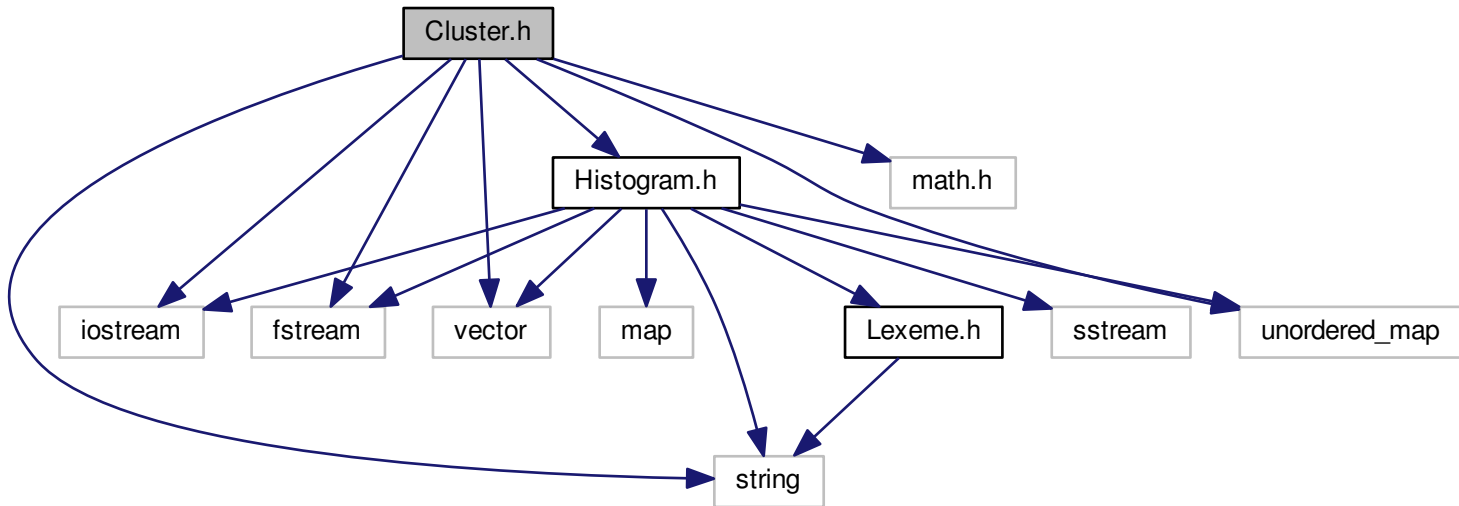 Cluster.h
Histogram.h
math.h
iostream
fstream
vector
map
Lexeme.h
sstream
unordered_map
string